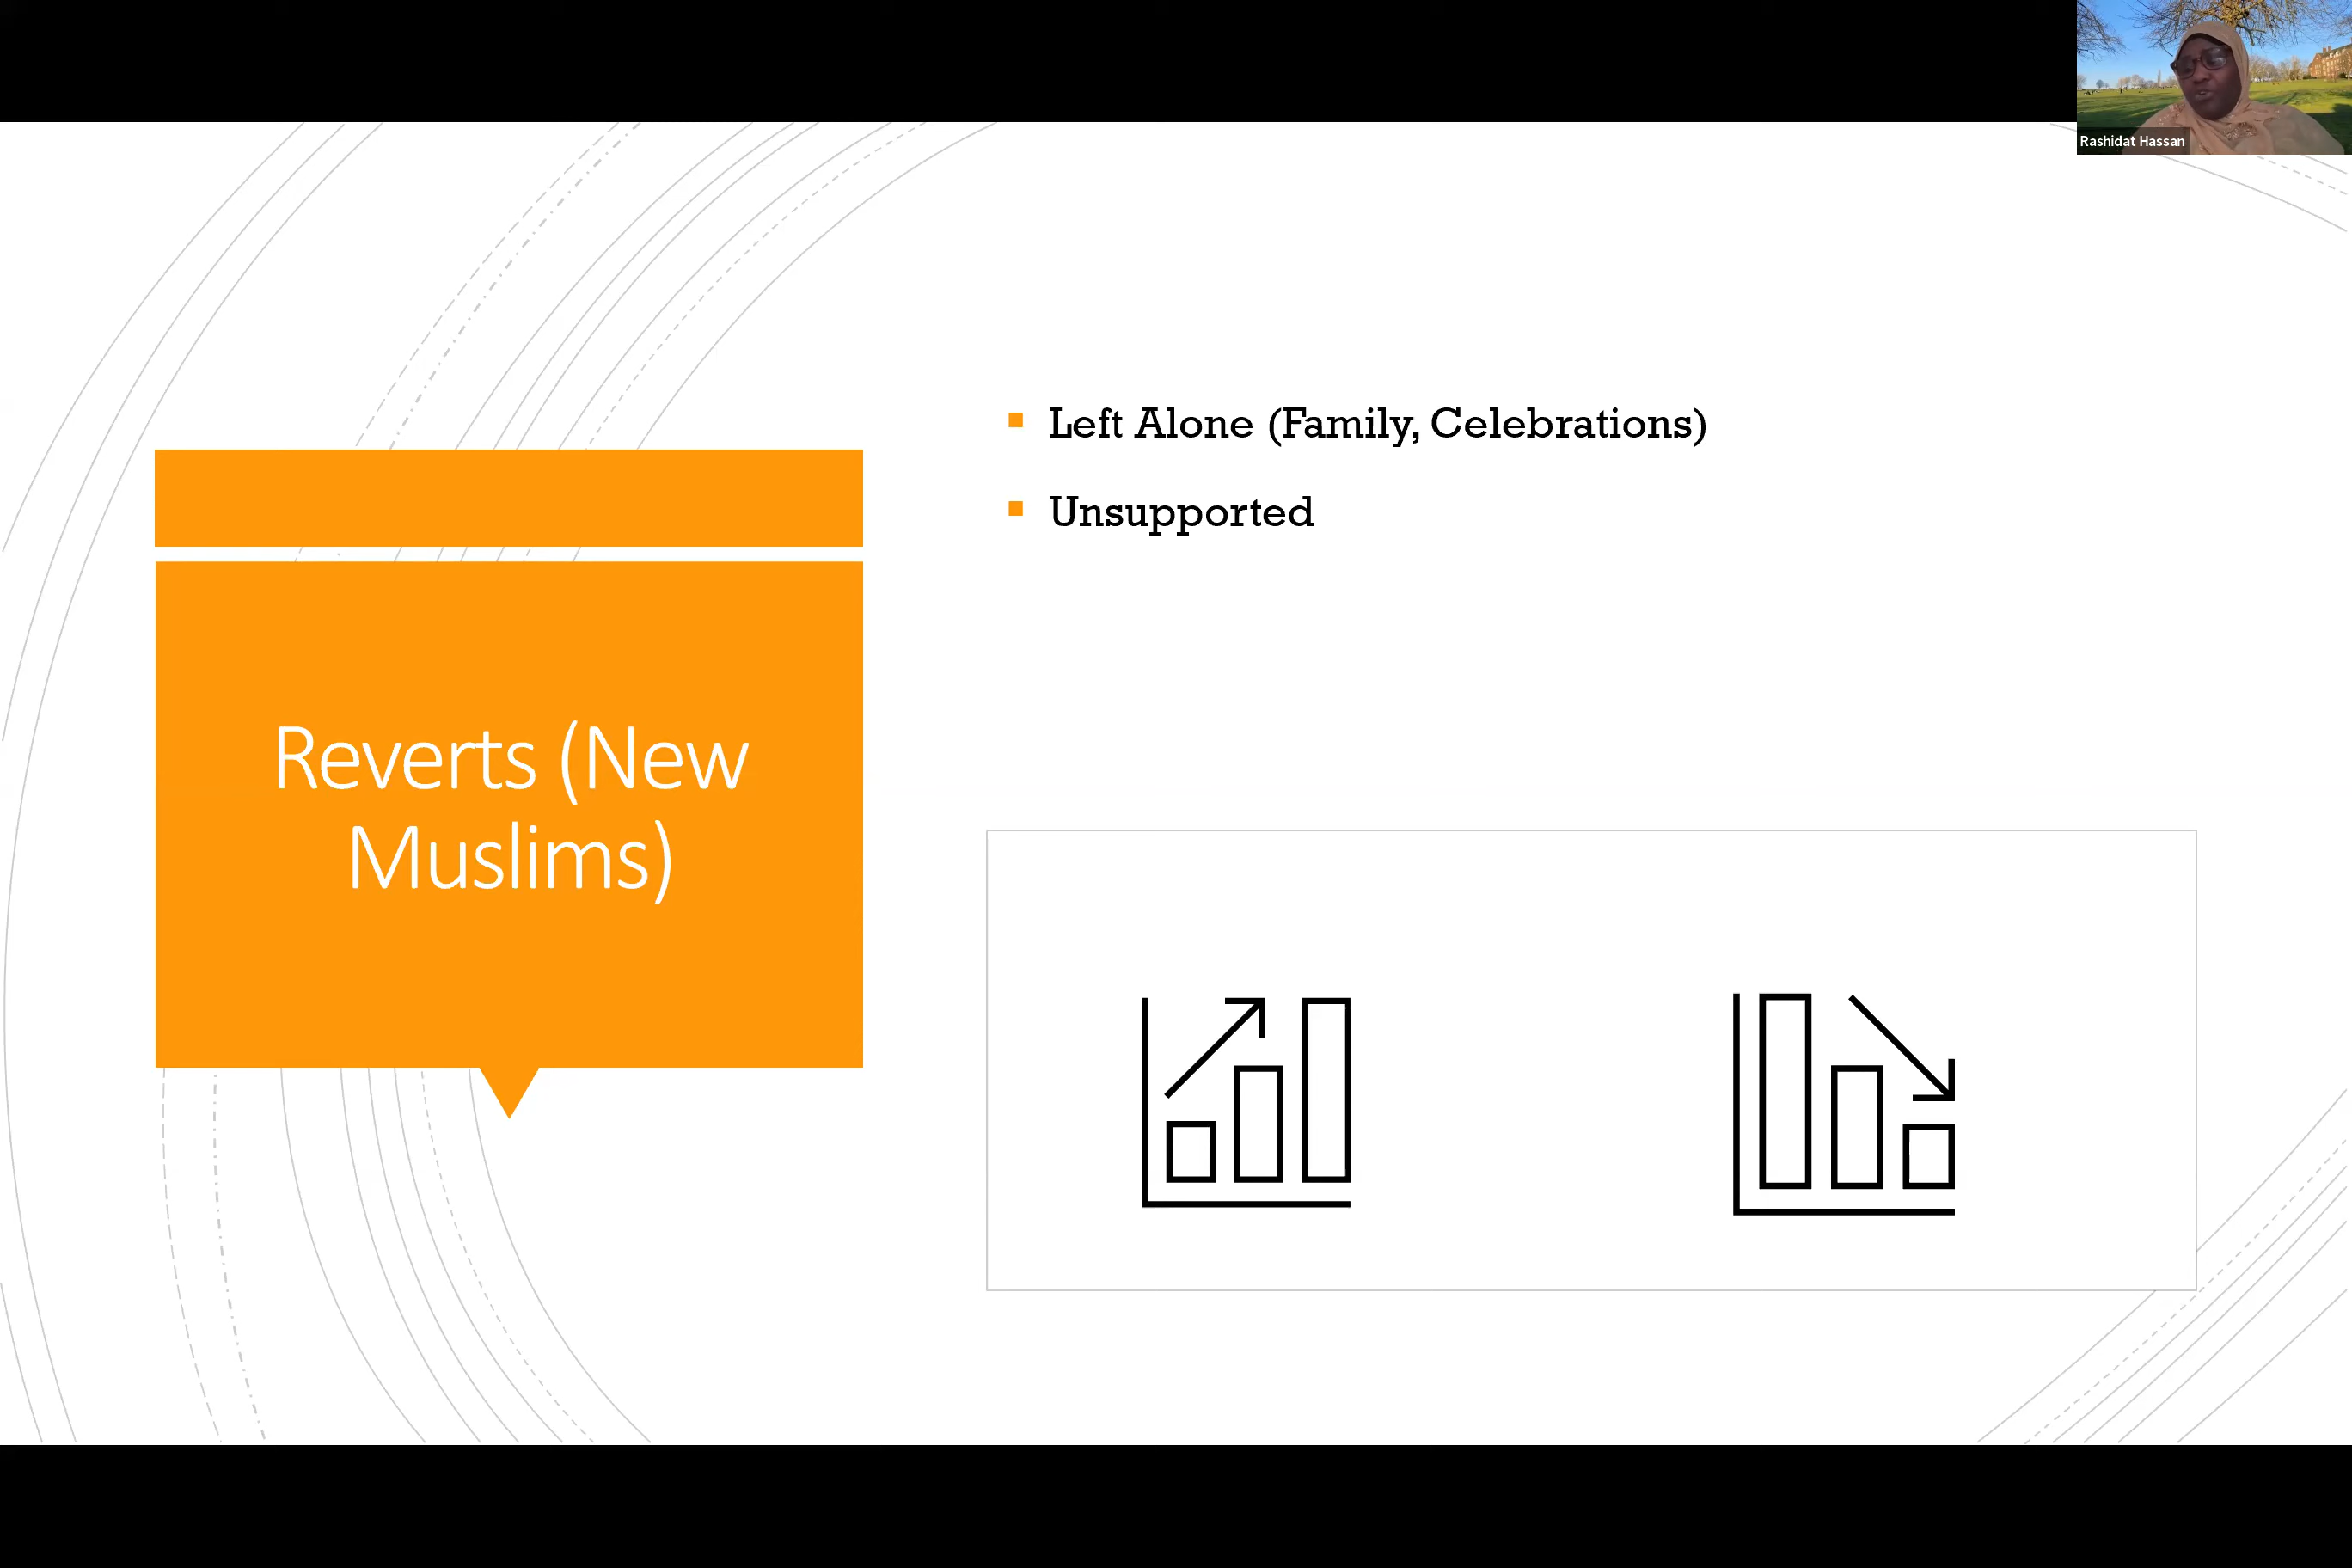 Rashidat Hassan
Left Alone (Family, Celebrations)
Unsupported
Reverts (New
Muslims)